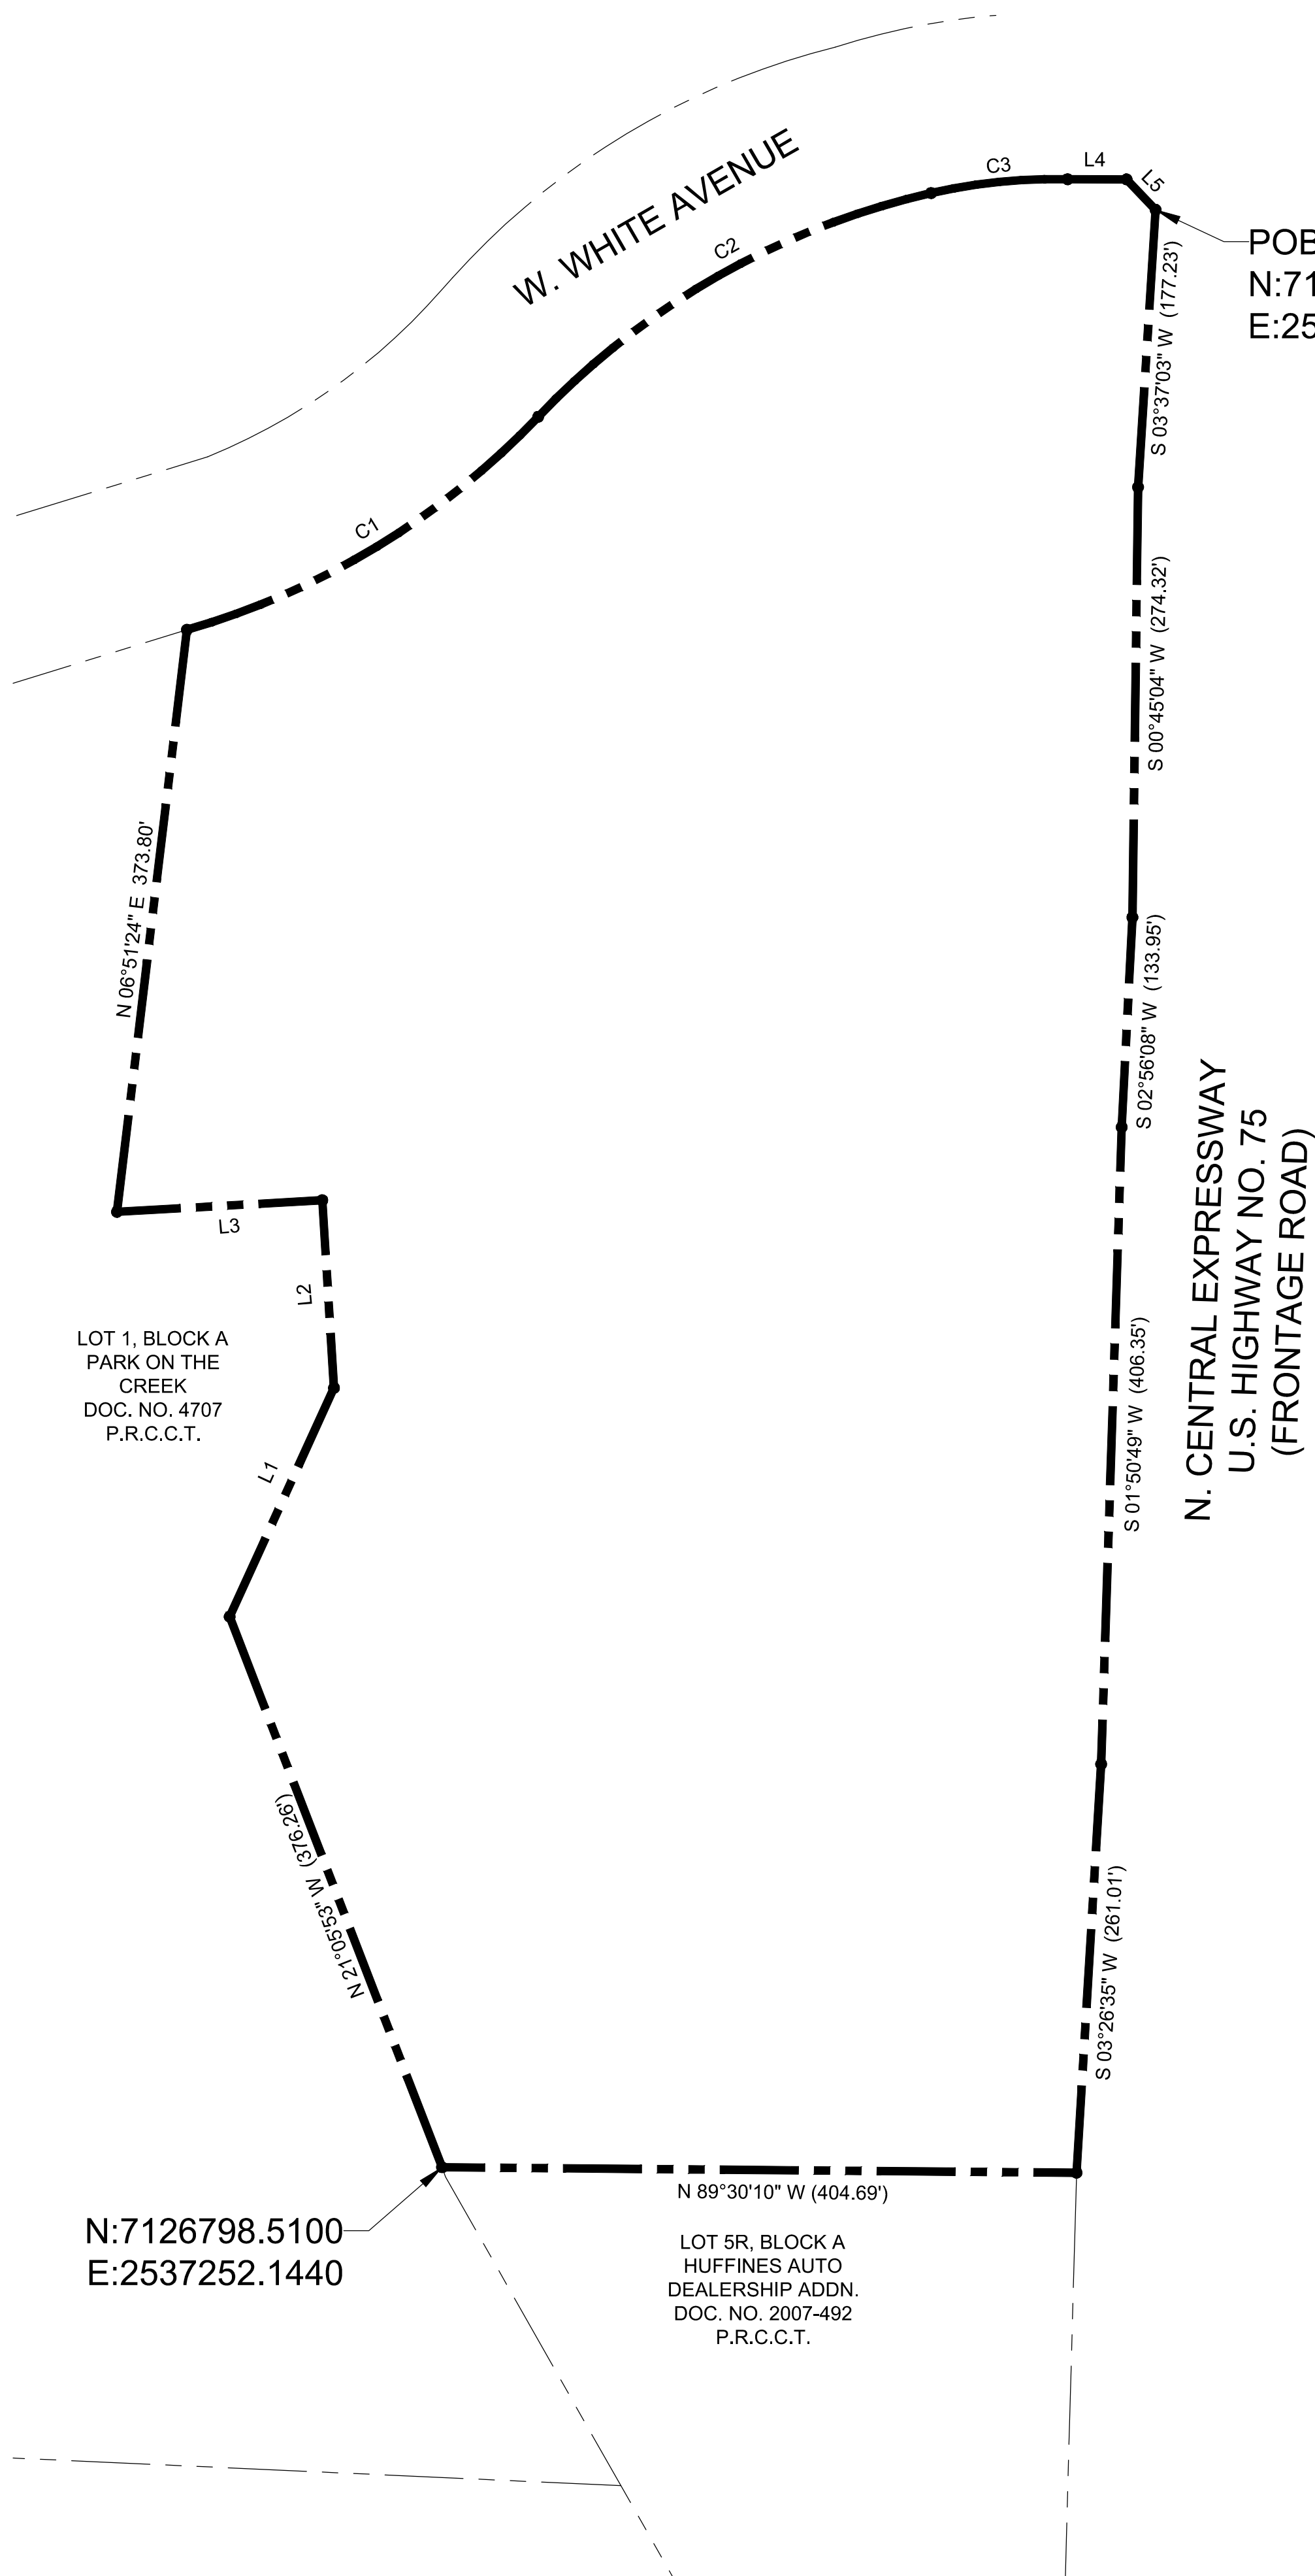 W. WHITE AVENUE
C3
L4
L5
C2
POB
N:71
E:25
S 03°37'03" W (177.23')
C1
S 00°45'04" W (274.32')
N 06°51'24" E 373.80'
S 02°56'08" W (133.95')
N. CENTRAL EXPRESSWAY
U.S. HIGHWAY NO. 75
(FRONTAGE ROAD)
L3
L2
LOT 1, BLOCK A
PARK ON THE
CREEK
DOC. NO. 4707
P.R.C.C.T.
S 01°50'49" W (406.35')
L1
N 21°05'53" W (376.26')
S 03°26'35" W (261.01')
N 89°30'10" W (404.69')
N:7126798.5100
E:2537252.1440
LOT 5R, BLOCK A
HUFFINES AUTO
DEALERSHIP ADDN.
DOC. NO. 2007-492
P.R.C.C.T.